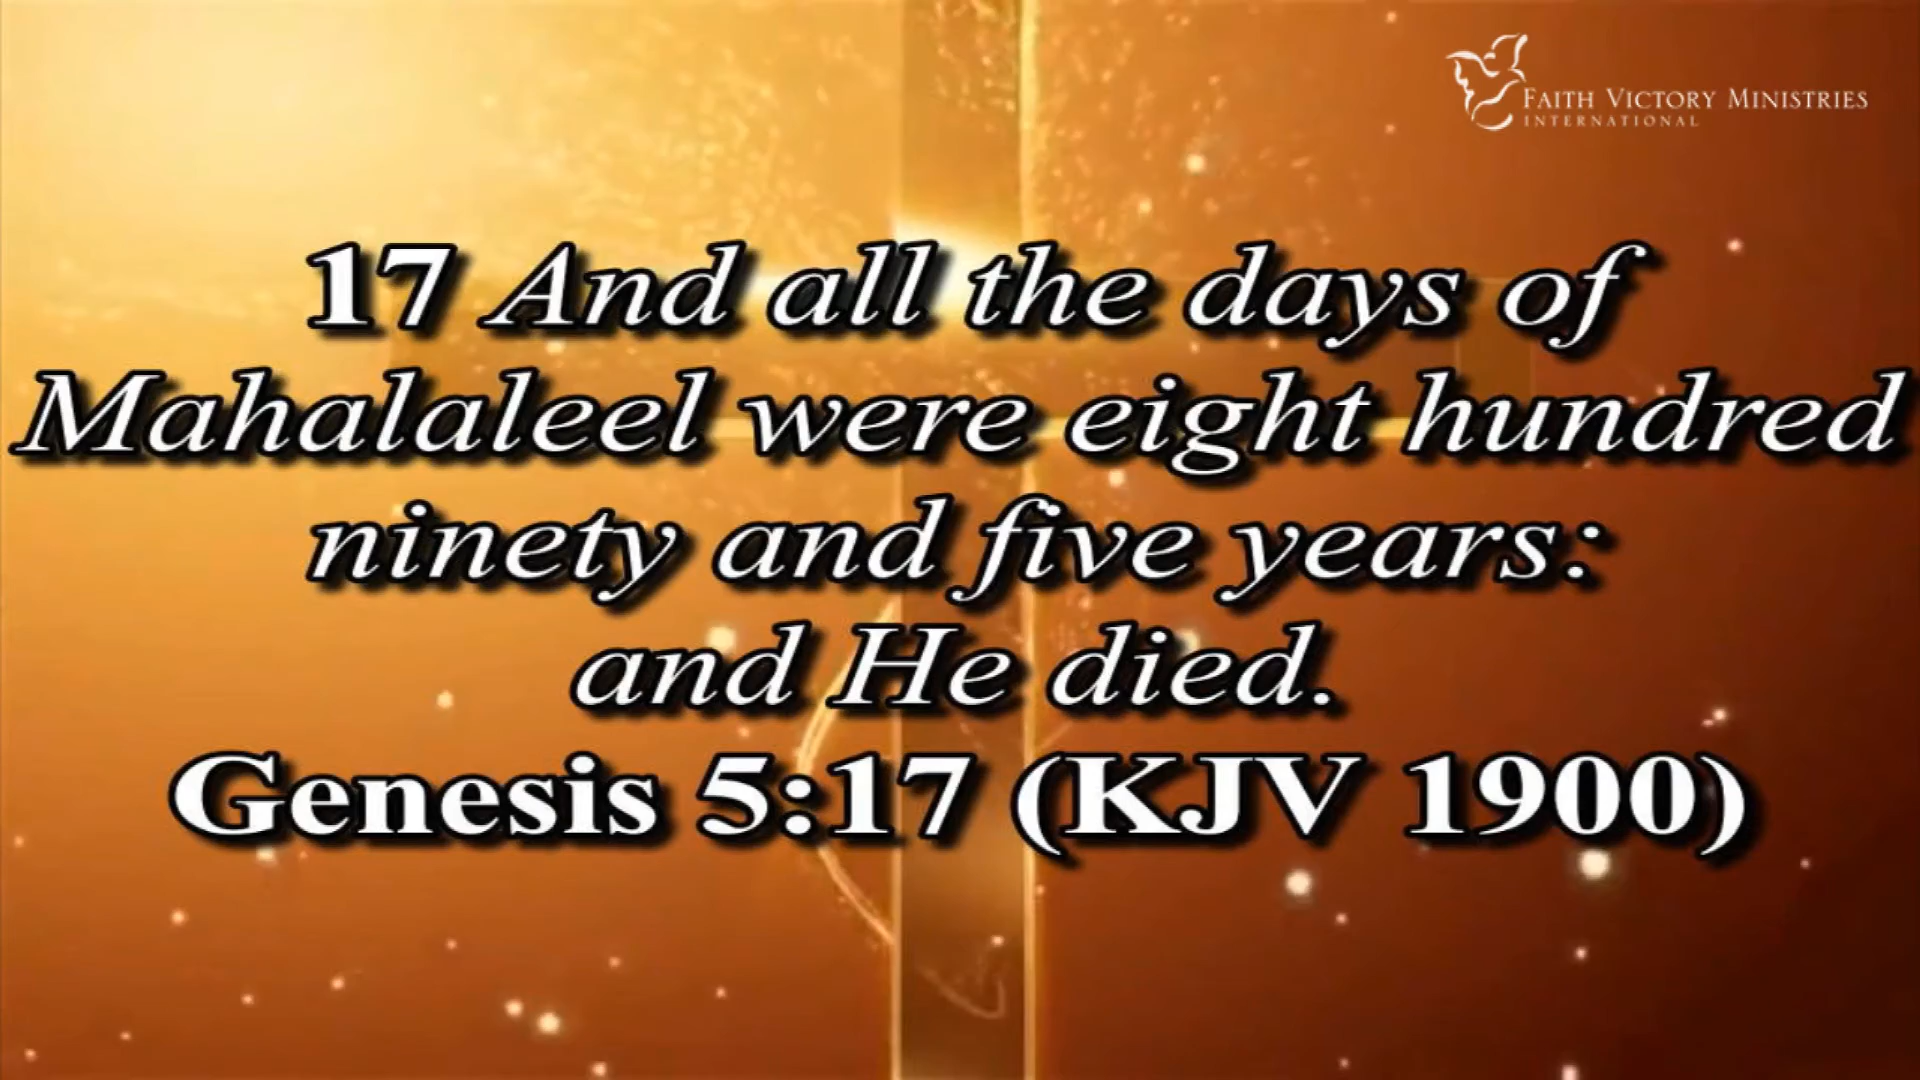 FAITH VICTORY MINISTRIES
INTERNATIONAL
17 And all the days of
Mahalaleel were eight hundred
ninety and five years:
and He died.
Genesis 5:17 (KJV 1900)